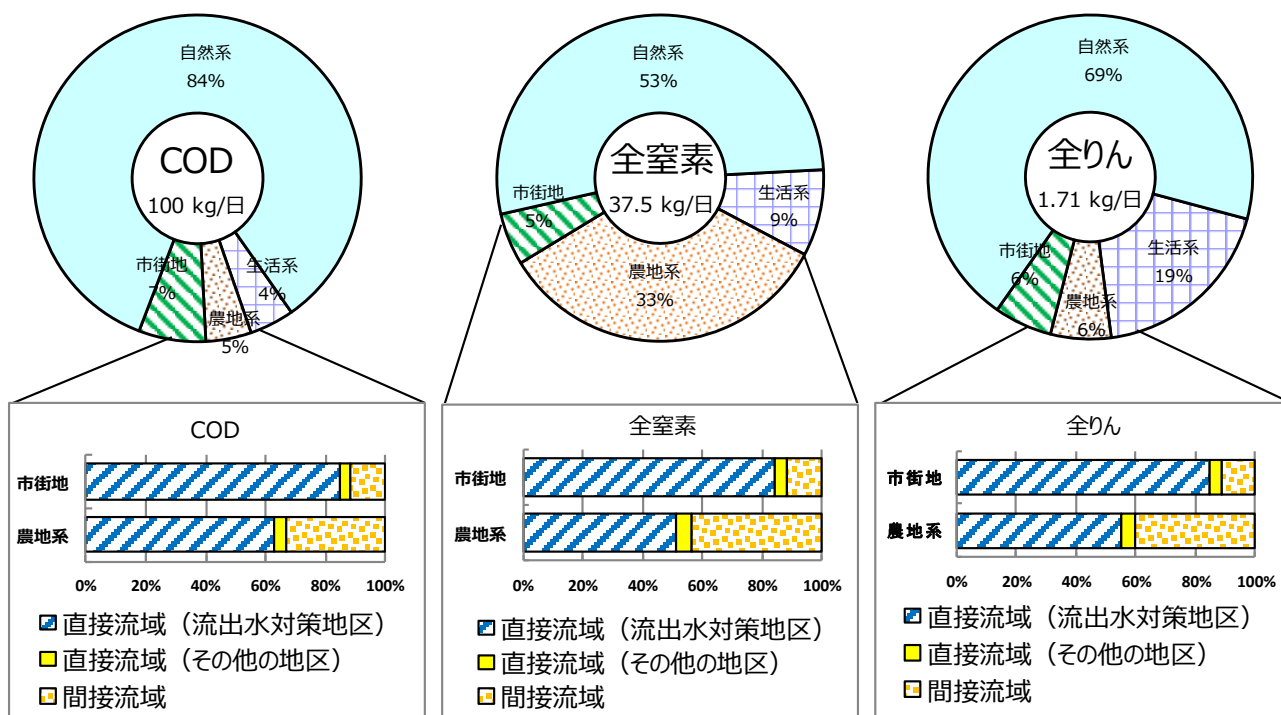 自然系
84%
COD
100 kg/日
市街地
7%
農地系
5%
生活系
4%
自然系
53%
全窒素
37.5 kg/日
市街地
5%
農地系
33%
生活系
9%
自然系
69%
全りん
1.71 kg/日
市街地
6%
農地系
6%
生活系
19%
COD
市街地
農地系
0% 20% 40% 60% 80% 100%
直接流域（流出水対策地区）
直接流域（その他の地区）
間接流域
全窒素
市街地
農地系
0% 20% 40% 60% 80% 100%
直接流域（流出水対策地区）
直接流域（その他の地区）
間接流域
全りん
市街地
農地系
0% 20% 40% 60% 80% 100%
直接流域（流出水対策地区）
直接流域（その他の地区）
間接流域